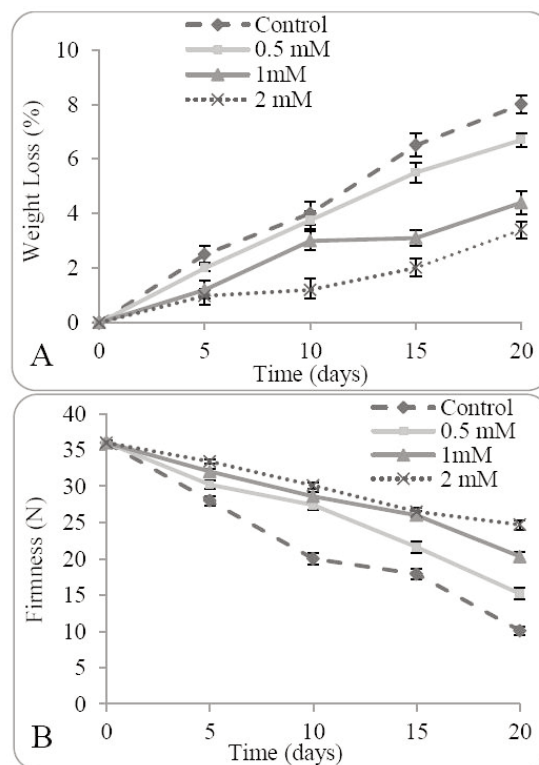 Control
0.5 mM
1mM
2 mM
10
8
6
4
2
0
Weight Loss (%)
0 5 10 15 20
Time (days)
A
Control
0.5 mM
1mM
2 mM
40
35
30
25
20
15
10
5
0
Firmness (N)
0 5 10 15 20
Time (days)
B